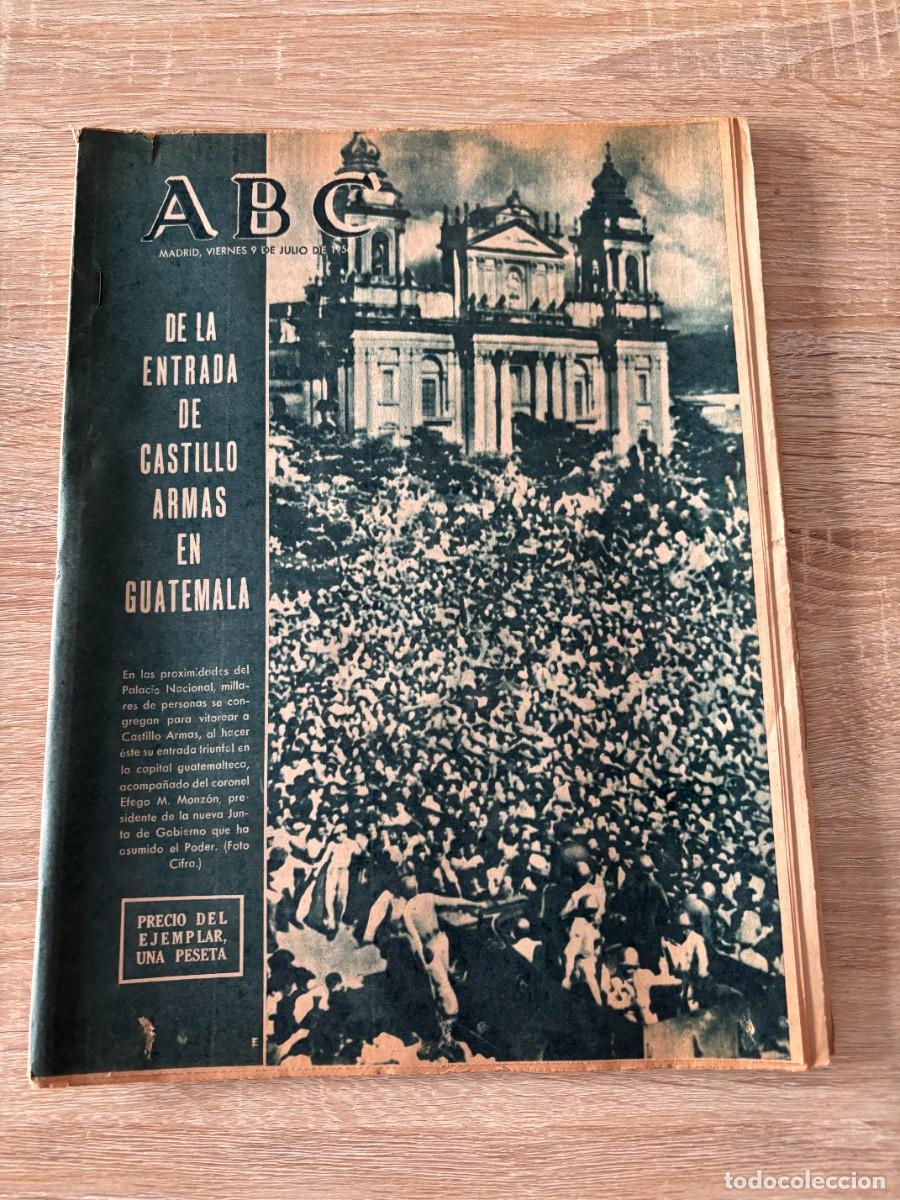 ABC
MADRID, VIERNES 9 DE JULIO DE 195
DE LA
ENTRADA
DE
CASTILLO
ARMAS
EN
GUATEMALA
En las proximidades del
Palacio Nacional, milla-
res de personas se con-
gregan para vitorear a
Castillo Armas, al hacer
éste su entrada triunfal en
la capital guatemalteca,
acompañado del coronel
Efego M. Monzón, pre-
sidente de la nueva Jun-
ta de Gobierno que ha
asumido el Poder. (Foto
Cifra.)
PRECIO DEL
EJEMPLAR,
UNA PESETA
E
todocoleccion